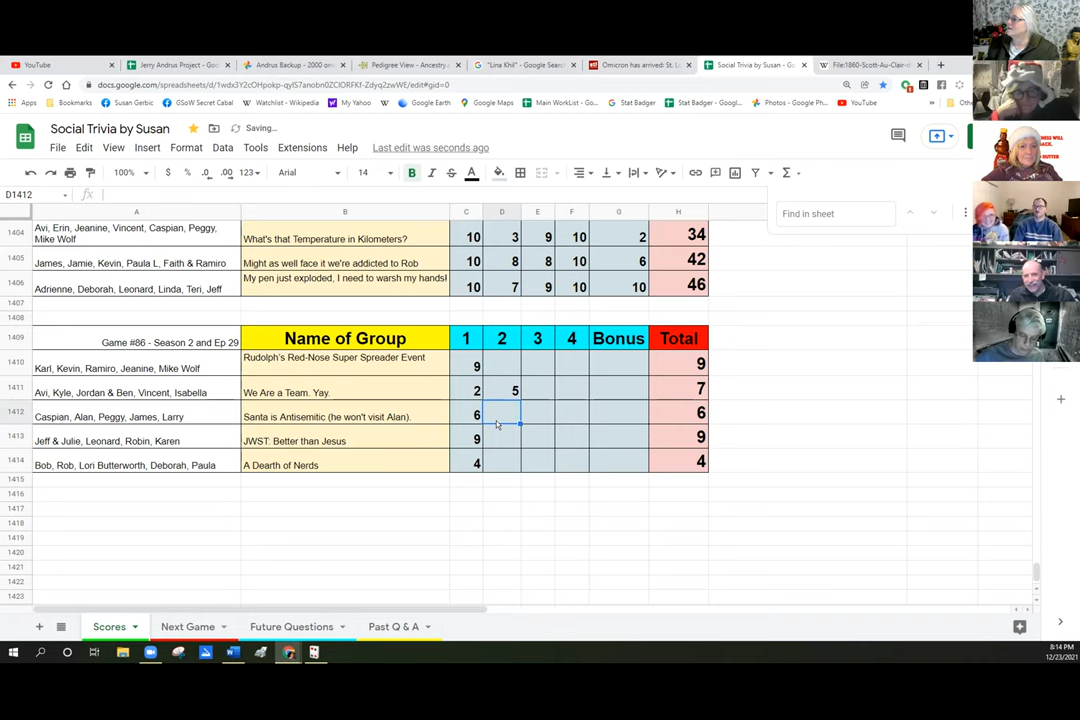 YouTube
Jerry Andrus Project - Goo
Andrus Backup - 2000 om
Pedigree View - Ancestry.
"Lina Khil" - Google Search
Omicron has arrived: St. Lo
Social Trivia by Susan - Go
File:1860-Scott-Au-Clair-d
docs.google.com/spreadsheets/d/1wdx3Y2cOHpokp-qyI57anobn0ZClORFKf-Zdyq2zwWE/edit#gid=0
Apps
Bookmarks
Susan Gerbic
GSoW Secret Cabal
Watchlist - Wikipedia
My Yahoo
Google Earth
Google Maps
Main WorkList - Go...
Stat Badger
Stat Badger - Googl...
Photos - Google Ph...
YouTube
Social Trivia by Susan
Saving...
File Edit View Insert Format Data Tools Extensions Help Last edit was seconds ago
100% $ % .0 .00 123 Arial 14 B I S A
D1412 fx
Find in sheet
A B C D E F G H
1404 Avi, Erin, Jeanine, Vincent, Caspian, Peggy,
Mike Wolf What's that Temperature in Kilometers? 10 3 9 10 2 34
1405 James, Jamie, Kevin, Paula L, Faith & Ramiro Might as well face it we're addicted to Rob 10 8 8 10 6 42
1406 Adrienne, Deborah, Leonard, Linda, Teri, Jeff My pen just exploded, I need to warsh my hands! 10 7 9 10 10 46
1407
1408
1409 Game #86 - Season 2 and Ep 29 Name of Group 1 2 3 4 Bonus Total
1410 Karl, Kevin, Ramiro, Jeanine, Mike Wolf Rudolph's Red-Nose Super Spreader Event 9 9
1411 Avi, Kyle, Jordan & Ben, Vincent, Isabella We Are a Team. Yay. 2 5 7
1412 Caspian, Alan, Peggy, James, Larry Santa is Antisemitic (he won't visit Alan). 6 6
1413 Jeff & Julie, Leonard, Robin, Karen JWST: Better than Jesus 9 9
1414 Bob, Rob, Lori Butterworth, Deborah, Paula A Dearth of Nerds 4 4
1415
1416
1417
1418
1419
1420
1421
1422
1423
Scores
Next Game
Future Questions
Past Q & A
8:14 PM
12/23/2021